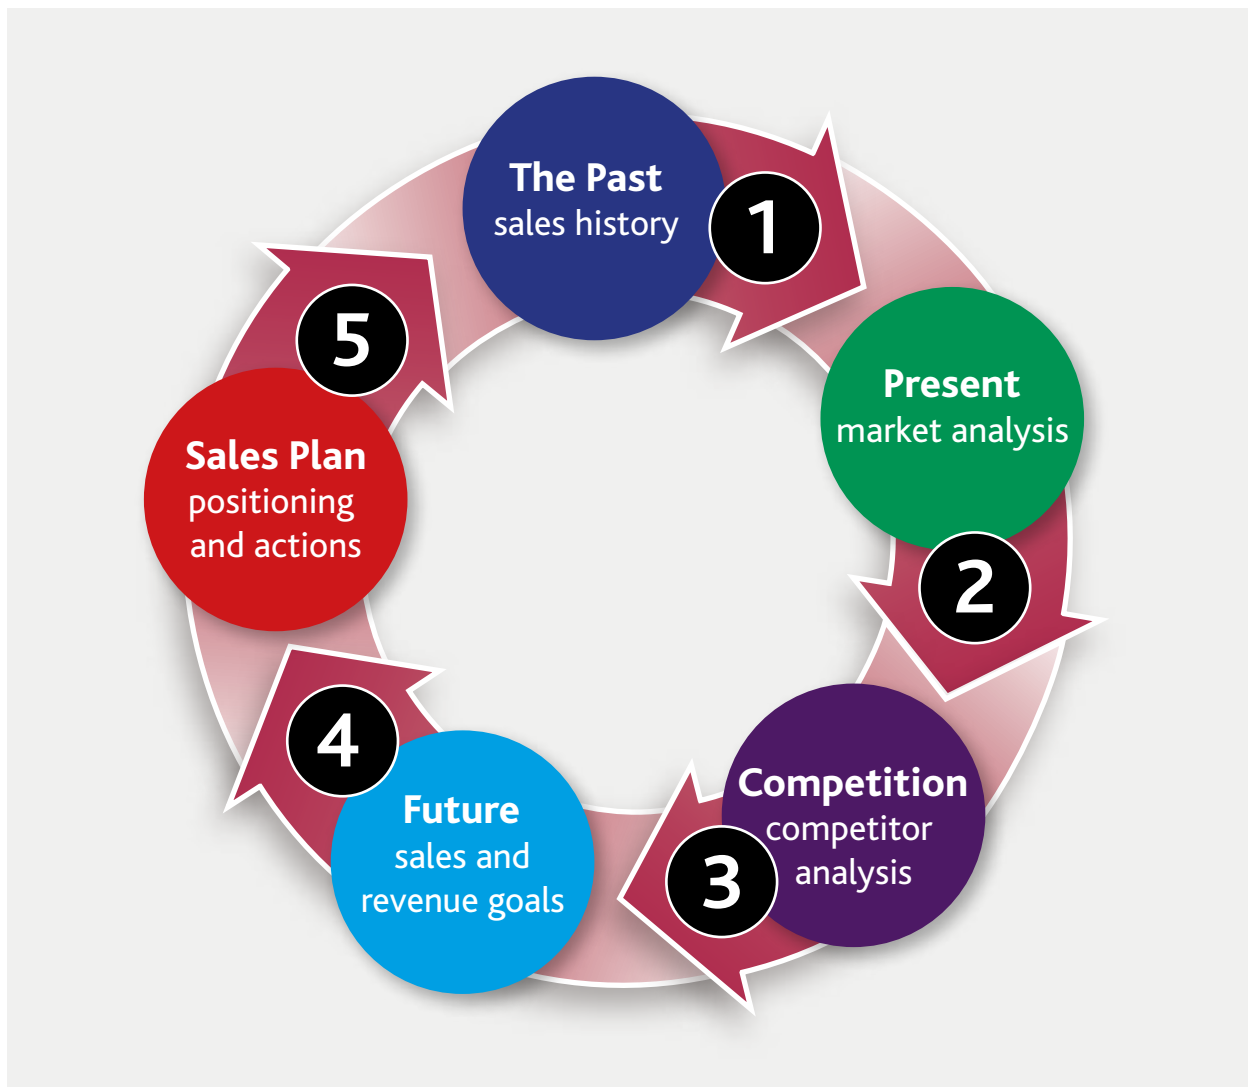 The Past
sales history
1
Present
market analysis
2
Competition
competitor
analysis
3
Future
sales and
revenue goals
4
Sales Plan
positioning
and actions
5